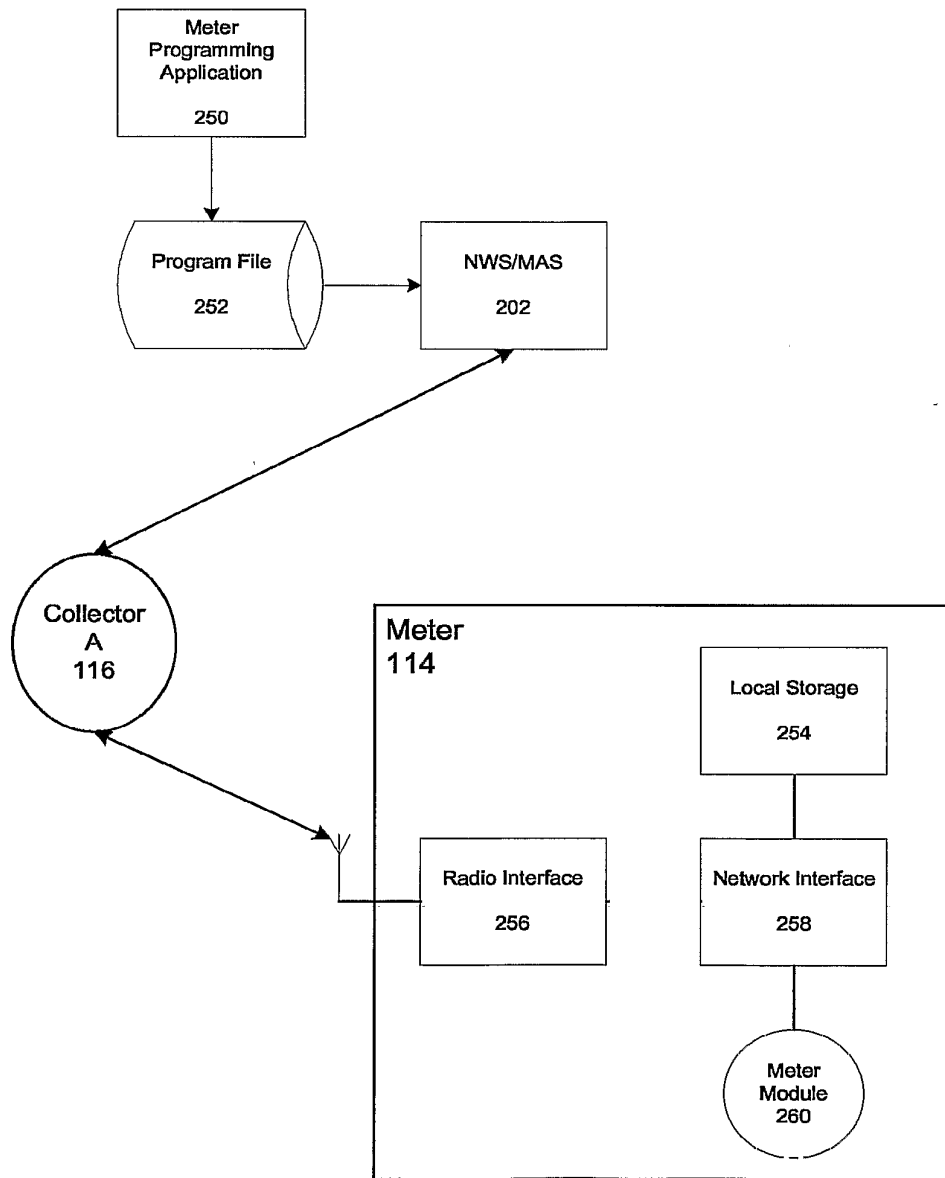 Meter
Programming
Application
250
Program File
252
NWS/MAS
202
Collector
A
116
Meter
114
Local Storage
254
Radio Interface
256
Network Interface
258
Meter
Module
260